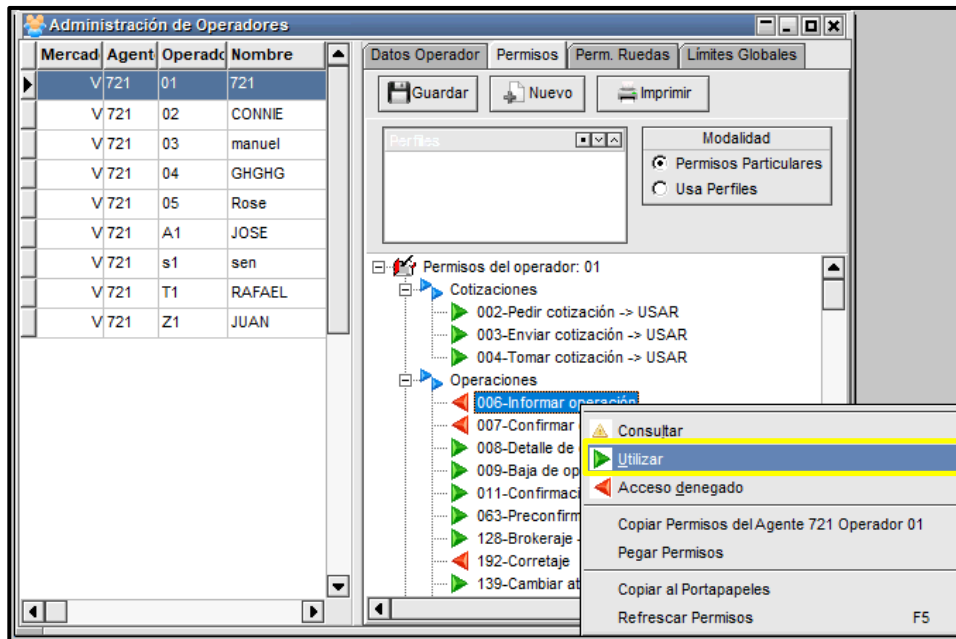 Administración de Operadores
Mercad Agent Operado Nombre
V 721 01 721
V 721 02 CONNIE
V 721 03 manuel
V 721 04 GHGHG
V 721 05 Rose
V 721 A1 JOSE
V 721 s1 sen
V 721 T1 RAFAEL
V 721 Z1 JUAN
Datos Operador Permisos Perm. Ruedas Límites Globales
Guardar Nuevo Imprimir
Perfiles
Modalidad
Permisos Particulares
Usa Perfiles
Permisos del operador: 01
Cotizaciones
002-Pedir cotización -> USAR
003-Enviar cotización -> USAR
004-Tomar cotización -> USAR
Operaciones
006-Informar operación
007-Confirmar
008-Detalle de
009-Baja de op
011-Confirmaci
063-Preconfirm
128-Brokeraje -
192-Corretaje
139-Cambiar at
Consultar
Utilizar
Acceso denegado
Copiar Permisos del Agente 721 Operador 01
Pegar Permisos
Copiar al Portapapeles
Refrescar Permisos F5